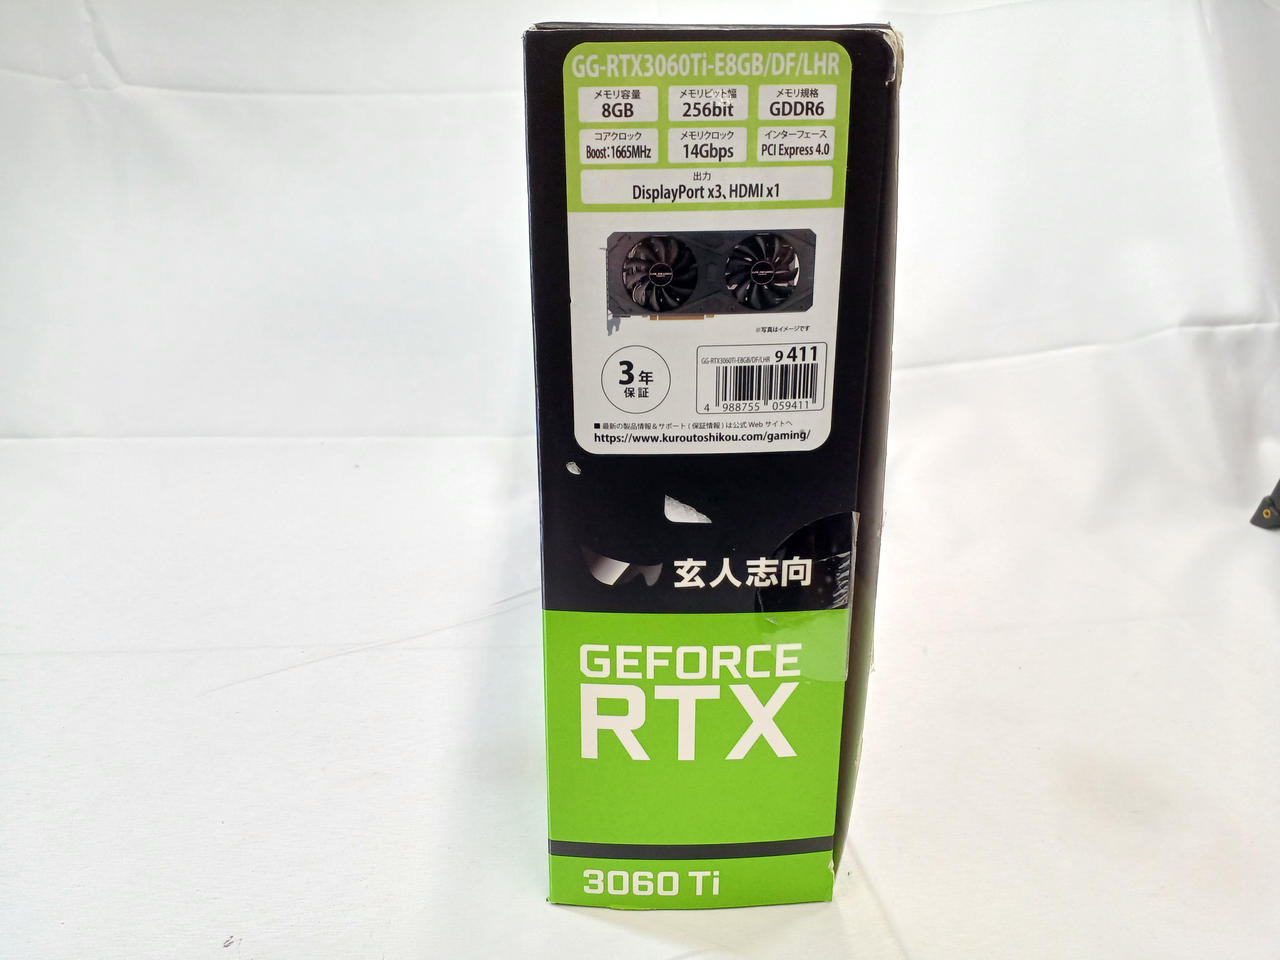 GG-RTX3060Ti-E8GB/DF/LHR
メモリ容量 メモリビット幅 メモリ規格
8GB 256bit GDDR6
コアクロック メモリクロック インターフェース
Boost:1665MHz 14Gbps PCI Express 4.0
出力
DisplayPort x3、HDMI x1
※写真はイメージです
3年
保証
GG-RTX3060Ti-E8GB/DF/LHR 9 411
4 988755 059411
■ 最新の製品情報&サポート(保証情報)は公式 Web サイトへ
https://www.kuroutoshikou.com/gaming/
玄人志向
GEFORCE
RTX
3060 Ti